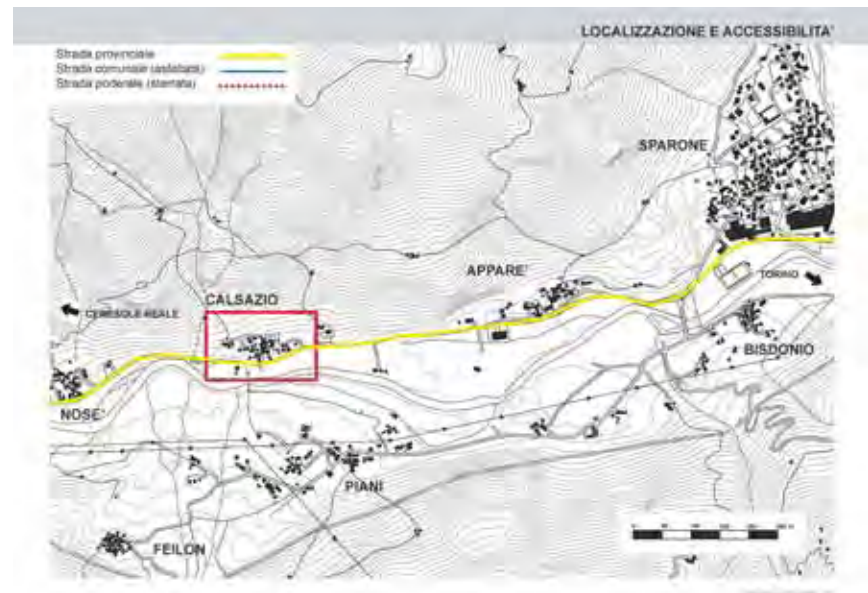 LOCALIZZAZIONE E ACCESSIBILITA'
Strada provinciale
Strada comunale (asfaltata)
Strada poderale (sterrata)
SPARONE
APPARE'
TORINO
CALSAZIO
CERESOLE REALE
BISDONIO
NOSE'
PIANI
FEILON